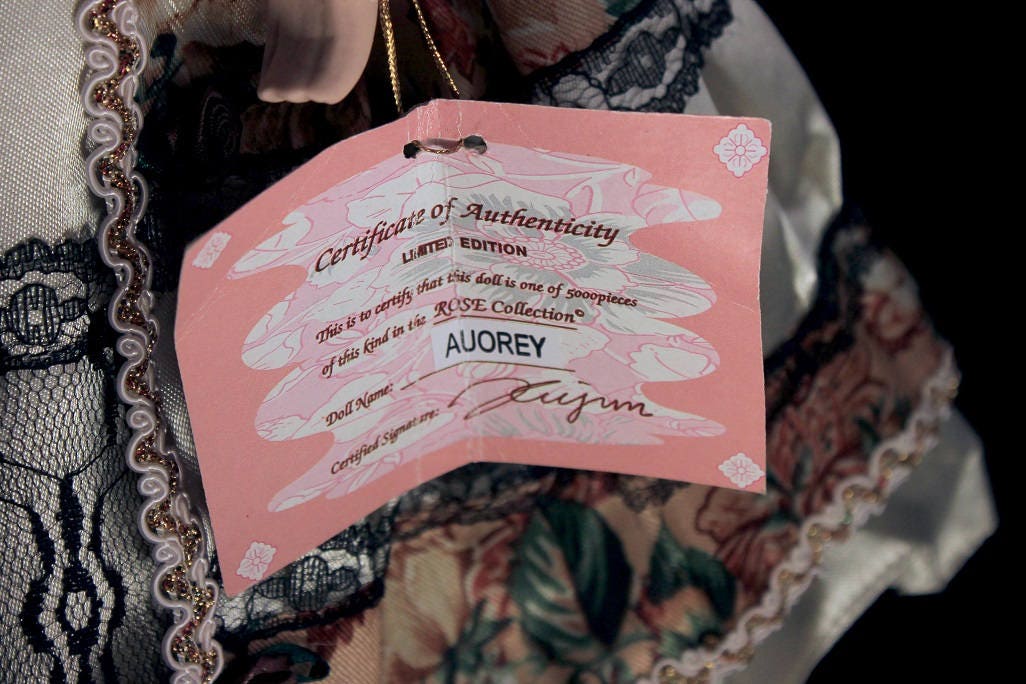 Certificate of Authenticity
LIMITED EDITION
This is to certify that this doll is one of 5000pieces
of this kind in the ROSE Collection©
Doll Name: AUOREY
Certified Signature: